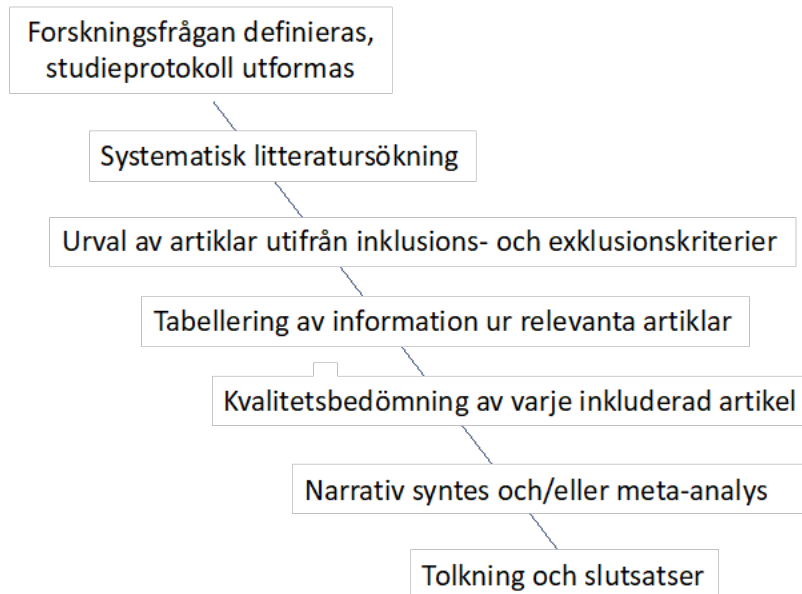 Forskningsfrågan definieras,
studieprotokoll utformas
Systematisk litteratursökning
Urval av artiklar utifrån inklusions- och exklusionskriterier
Tabellering av information ur relevanta artiklar
Kvalitetsbedömning av varje inkluderad artikel
Narrativ syntes och/eller meta-analys
Tolkning och slutsatser